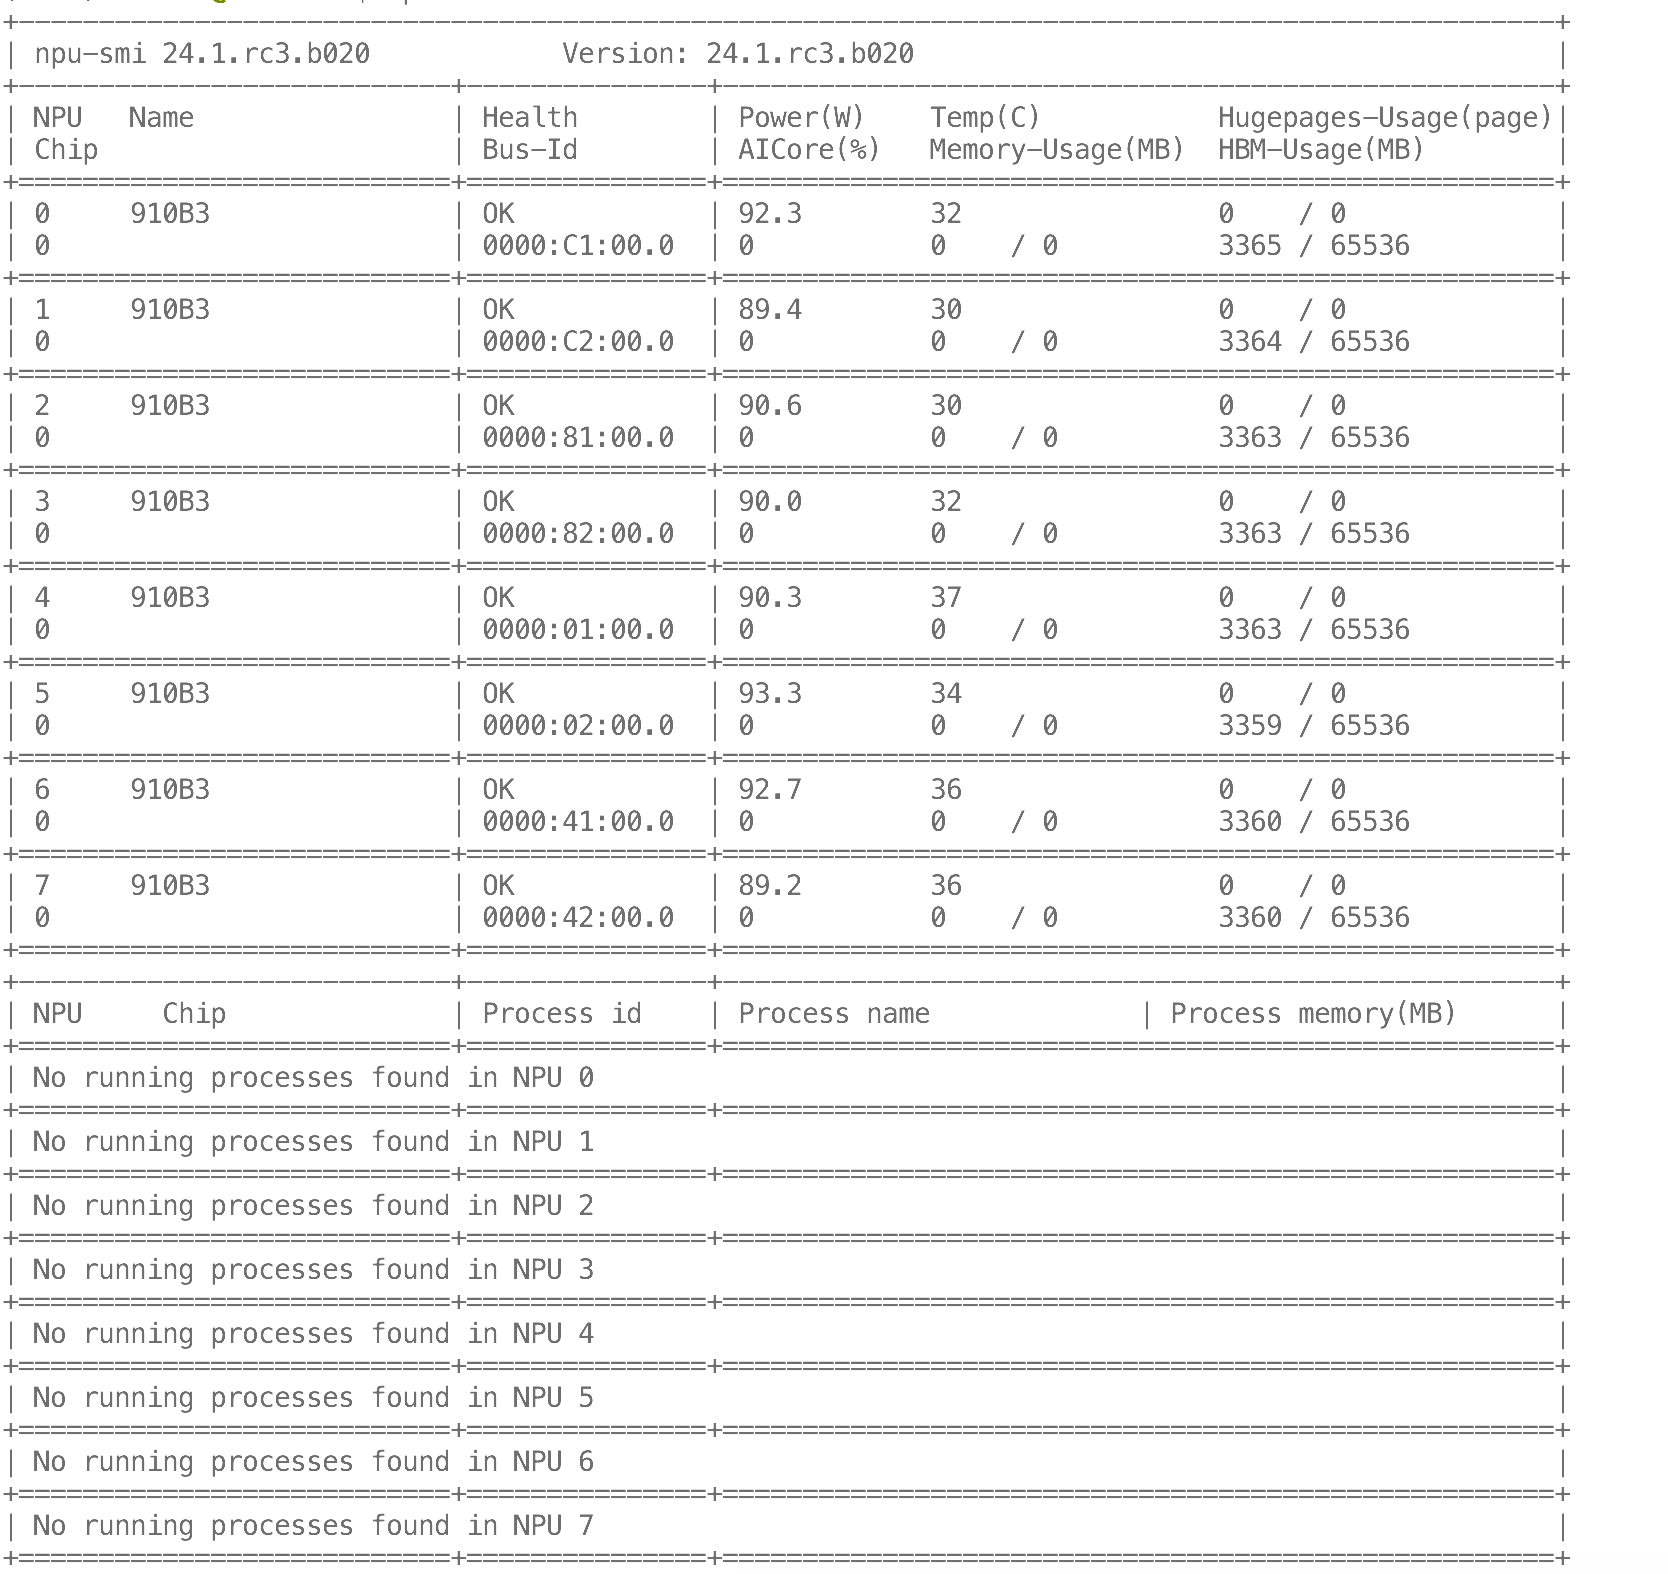 +------------------------------------------------------------------------------------------------+
| npu-smi 24.1.rc3.b020            Version: 24.1.rc3.b020                                        |
+---------------------------+---------------+----------------------------------------------------+
| NPU   Name                | Health        | Power(W)    Temp(C)           Hugepages-Usage(page)|
| Chip                      | Bus-Id        | AICore(%)   Memory-Usage(MB)  HBM-Usage(MB)        |
+===========================+===============+====================================================+
| 0     910B3               | OK            | 92.3        32                0    / 0             |
| 0                         | 0000:C1:00.0  | 0           0    / 0          3365 / 65536         |
+===========================+===============+====================================================+
| 1     910B3               | OK            | 89.4        30                0    / 0             |
| 0                         | 0000:C2:00.0  | 0           0    / 0          3364 / 65536         |
+===========================+===============+====================================================+
| 2     910B3               | OK            | 90.6        30                0    / 0             |
| 0                         | 0000:81:00.0  | 0           0    / 0          3363 / 65536         |
+===========================+===============+====================================================+
| 3     910B3               | OK            | 90.0        32                0    / 0             |
| 0                         | 0000:82:00.0  | 0           0    / 0          3363 / 65536         |
+===========================+===============+====================================================+
| 4     910B3               | OK            | 90.3        37                0    / 0             |
| 0                         | 0000:01:00.0  | 0           0    / 0          3363 / 65536         |
+===========================+===============+====================================================+
| 5     910B3               | OK            | 93.3        34                0    / 0             |
| 0                         | 0000:02:00.0  | 0           0    / 0          3359 / 65536         |
+===========================+===============+====================================================+
| 6     910B3               | OK            | 92.7        36                0    / 0             |
| 0                         | 0000:41:00.0  | 0           0    / 0          3360 / 65536         |
+===========================+===============+====================================================+
| 7     910B3               | OK            | 89.2        36                0    / 0             |
| 0                         | 0000:42:00.0  | 0           0    / 0          3360 / 65536         |
+===========================+===============+====================================================+
+---------------------------+---------------+----------------------------------------------------+
| NPU     Chip              | Process id    | Process name             | Process memory(MB)      |
+===========================+===============+====================================================+
| No running processes found in NPU 0                                                            |
+===========================+===============+====================================================+
| No running processes found in NPU 1                                                            |
+===========================+===============+====================================================+
| No running processes found in NPU 2                                                            |
+===========================+===============+====================================================+
| No running processes found in NPU 3                                                            |
+===========================+===============+====================================================+
| No running processes found in NPU 4                                                            |
+===========================+===============+====================================================+
| No running processes found in NPU 5                                                            |
+===========================+===============+====================================================+
| No running processes found in NPU 6                                                            |
+===========================+===============+====================================================+
| No running processes found in NPU 7                                                            |
+===========================+===============+====================================================+